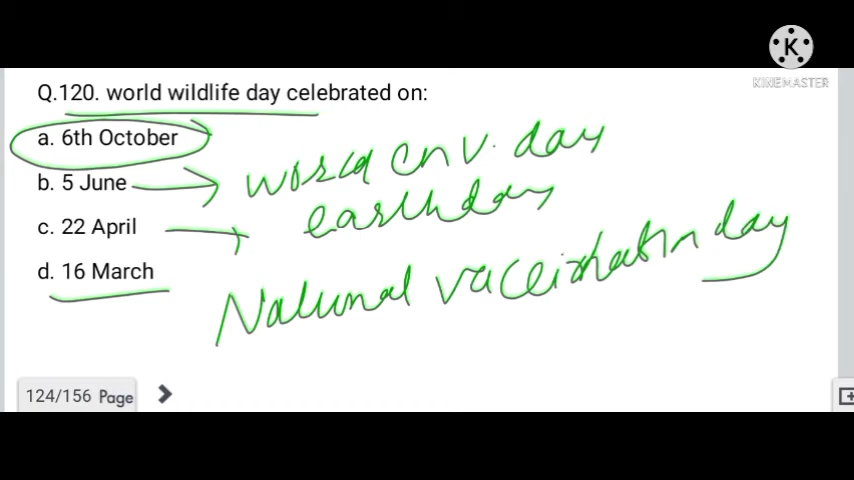 K
KINEMASTER
Q.120. world wildlife day celebrated on:
a. 6th October
b. 5 June
world env. day
c. 22 April
earth day
d. 16 March
National vaccination day
124/156 Page